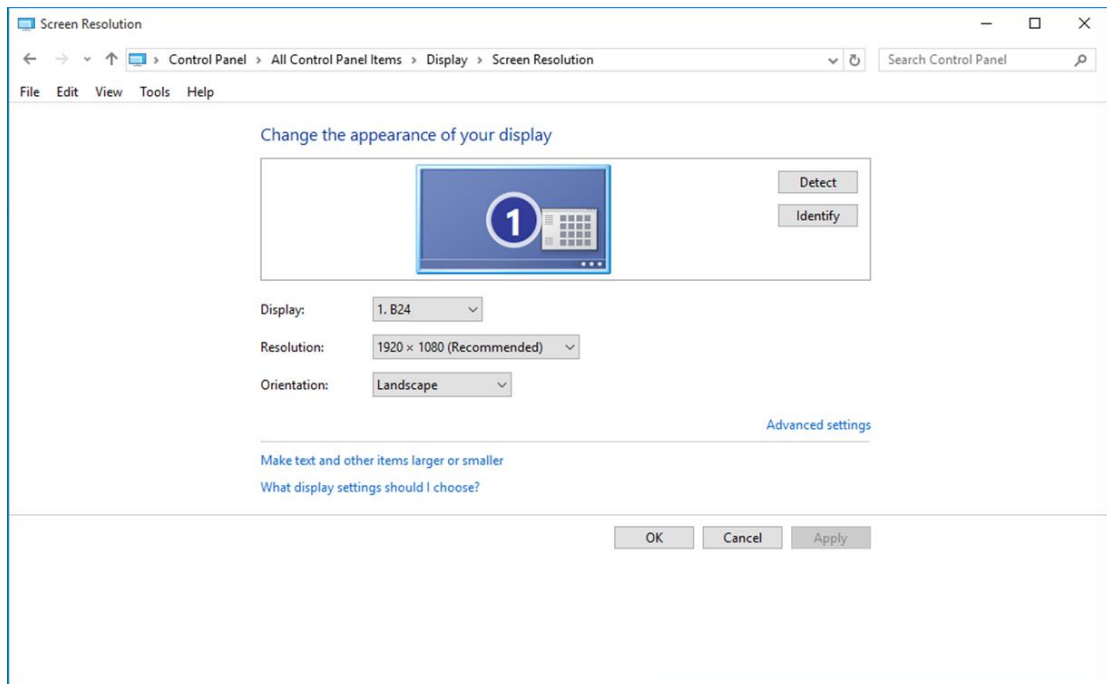 Screen Resolution
Control Panel > All Control Panel Items > Display > Screen Resolution
Search Control Panel
File Edit View Tools Help
Change the appearance of your display
1
Detect
Identify
Display: 1. B24
Resolution: 1920 × 1080 (Recommended)
Orientation: Landscape
Advanced settings
Make text and other items larger or smaller
What display settings should I choose?
OK Cancel Apply